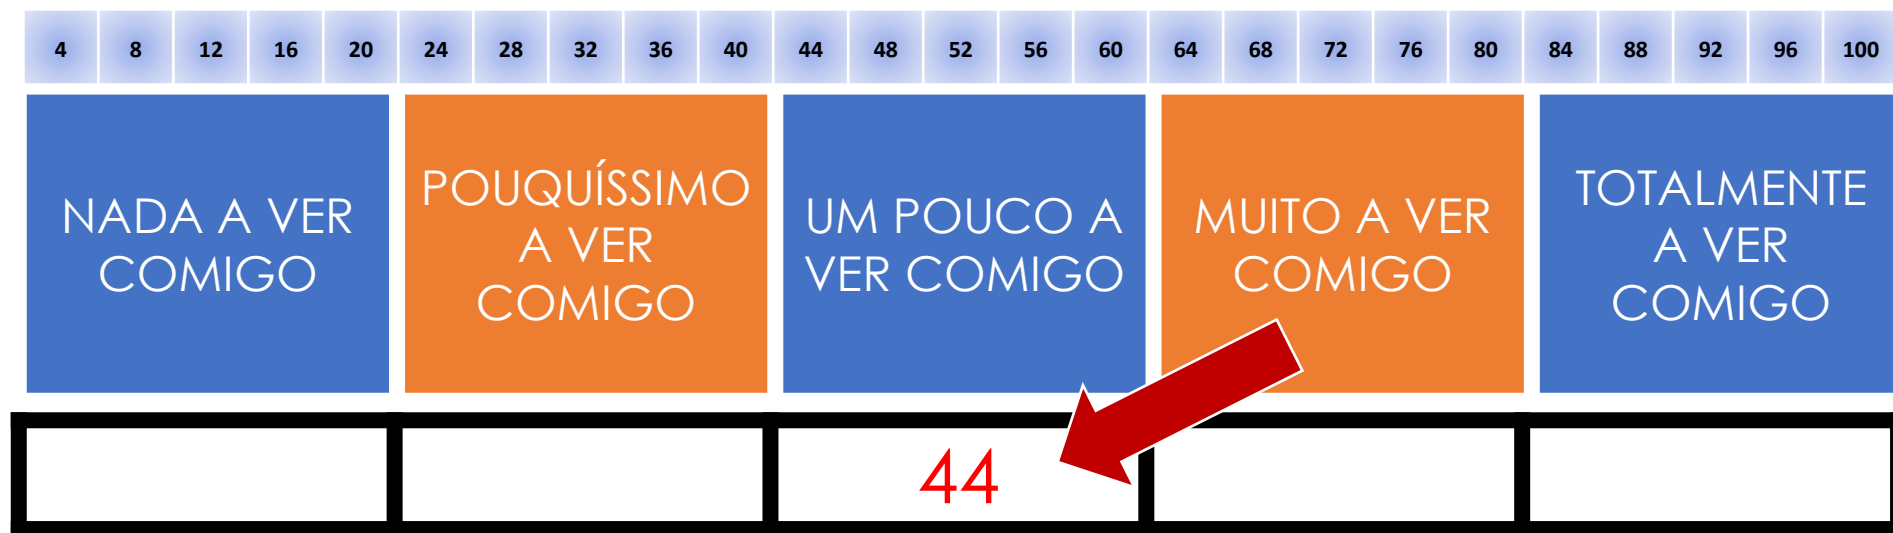 4 8 12 16 20 24 28 32 36 40 44 48 52 56 60 64 68 72 76 80 84 88 92 96 100
NADA A VER
COMIGO
POUQUÍSSIMO
A VER
COMIGO
UM POUCO A
VER COMIGO
MUITO A VER
COMIGO
TOTALMENTE
A VER
COMIGO
44